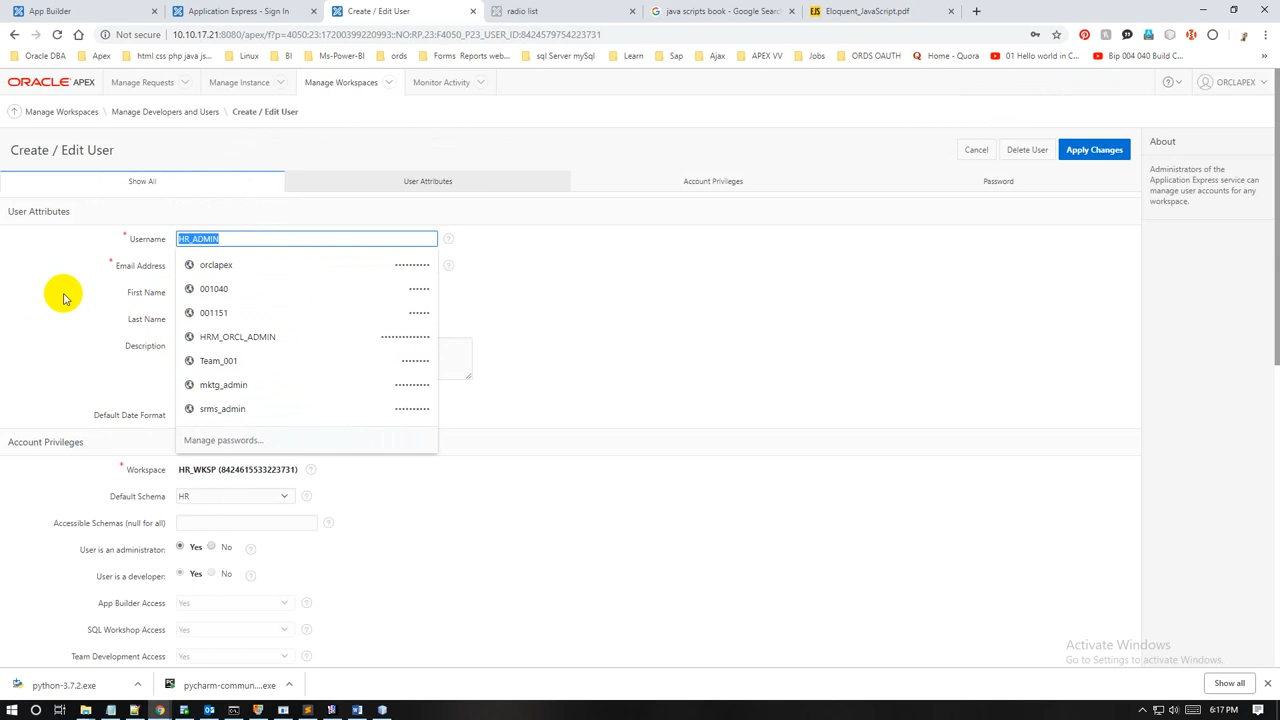 App Builder
Application Express - Sign In
Create / Edit User
radio list
java scripts book - Google Search
Eloquent_JavaScript.pdf
Not secure | 10.10.17.21:8080/apex/f?p=4050:23:17200399220993::NO:RP,23:F4050_P23_USER_ID:8424579754223731
Oracle DBA
Apex
html css php java js...
Linux
BI
Ms-Power-BI
ords
Forms Reports web...
sql Server mySql
Learn
Sap
Ajax
APEX VV
Jobs
ORDS OAUTH
Home - Quora
01 Hello world in C...
Bip 004 040 Build C...
ORACLE APEX
Manage Requests
Manage Instance
Manage Workspaces
Monitor Activity
ORCLAPEX
Manage Workspaces \ Manage Developers and Users \ Create / Edit User
Create / Edit User
Cancel
Delete User
Apply Changes
About
Administrators of the
Application Express service can
manage user accounts for any
workspace.
Show All
User Attributes
Account Privileges
Password
User Attributes
* Username
HR_ADMIN
* Email Address
First Name
Last Name
Description
Default Date Format
orclapex ••••••••••
001040 ••••••
001151 ••••••
HRM_ORCL_ADMIN ••••••••••••••
Team_001 ••••••••
mktg_admin ••••••••••
srms_admin ••••••••••
Manage passwords...
Account Privileges
* Workspace HR_WKSP (8424615533223731)
Default Schema HR
Accessible Schemas (null for all)
User is an administrator: Yes No
User is a developer: Yes No
App Builder Access Yes
SQL Workshop Access Yes
Team Development Access Yes
Activate Windows
Go to Settings to activate Windows.
python-3.7.2.exe
pycharm-commun....exe
Show all
6:17 PM